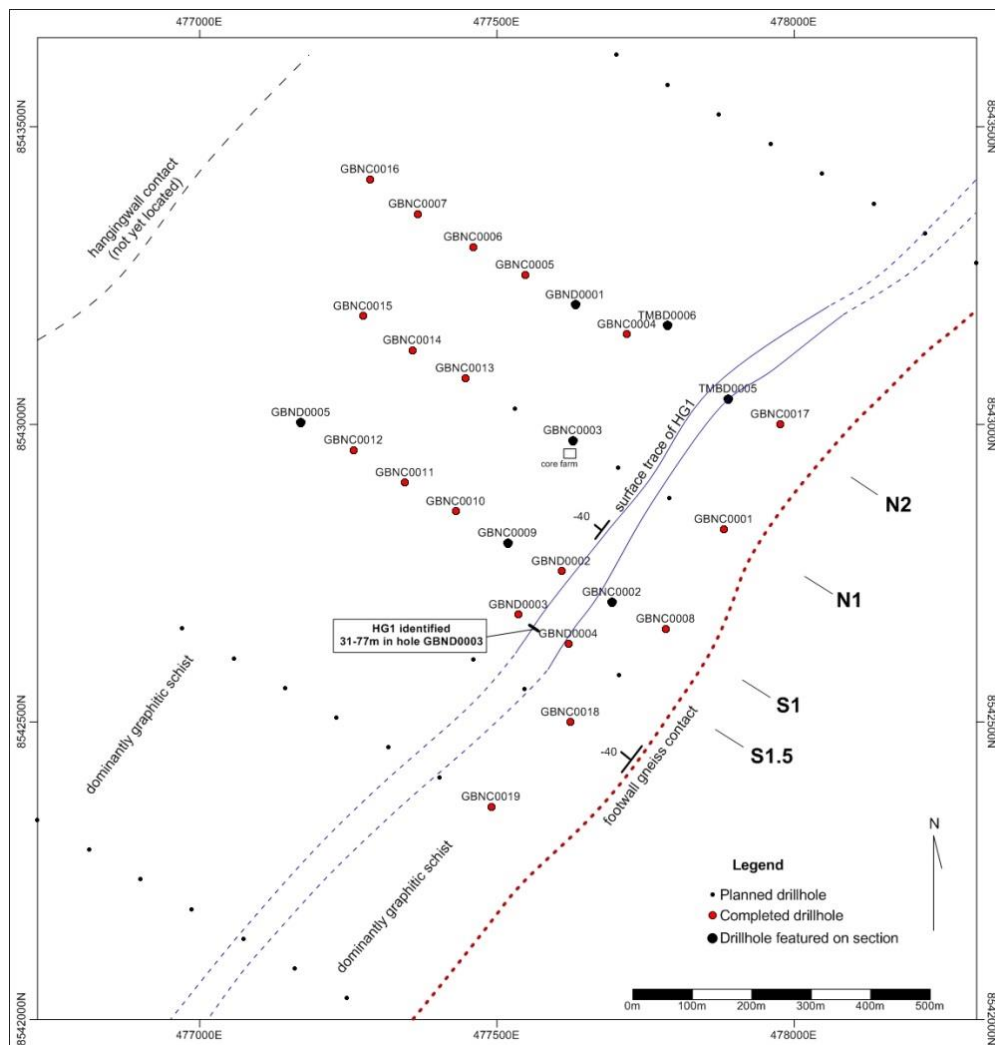 477000E
477500E
478000E
8543500N
8543500N
hangingwall contact
(not yet located)
GBNC0016
GBNC0007
GBNC0006
GBNC0005
GBND0001
GBNC0015
TMBD0006
GBNC0004
GBNC0014
GBNC0013
TMBD0005
GBND0005
GBNC0017
8543000N
8543000N
GBNC0003
GBNC0012
core farm
surface trace of HG1
GBNC0011
GBNC0010
-40
N2
GBNC0009
GBNC0001
GBND0002
GBNC0002
N1
GBND0003
GBNC0008
HG1 identified
31-77m in hole GBND0003
GBND0004
dominantly graphitic schist
S1
GBNC0018
8542500N
8542500N
-40
S1.5
footwall gneiss contact
GBNC0019
N
dominantly graphitic schist
Legend
Planned drillhole
Completed drillhole
Drillhole featured on section
0m
100m
200m
300m
400m
500m
8542000N
8542000N
477000E
477500E
478000E